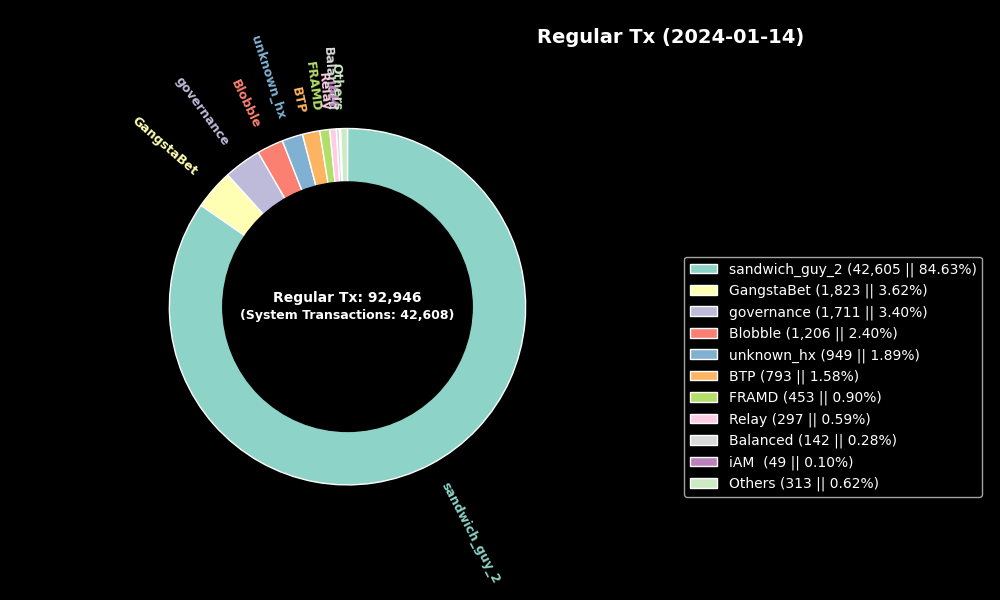 Regular Tx (2024-01-14)
GangstaBet
governance
Blobble
unknown_hx
BTP
FRAMD
Relay
Others
sandwich_guy_2
Regular Tx: 92,946
(System Transactions: 42,608)
sandwich_guy_2 (42,605 || 84.63%)
GangstaBet (1,823 || 3.62%)
governance (1,711 || 3.40%)
Blobble (1,206 || 2.40%)
unknown_hx (949 || 1.89%)
BTP (793 || 1.58%)
FRAMD (453 || 0.90%)
Relay (297 || 0.59%)
Balanced (142 || 0.28%)
iAM  (49 || 0.10%)
Others (313 || 0.62%)